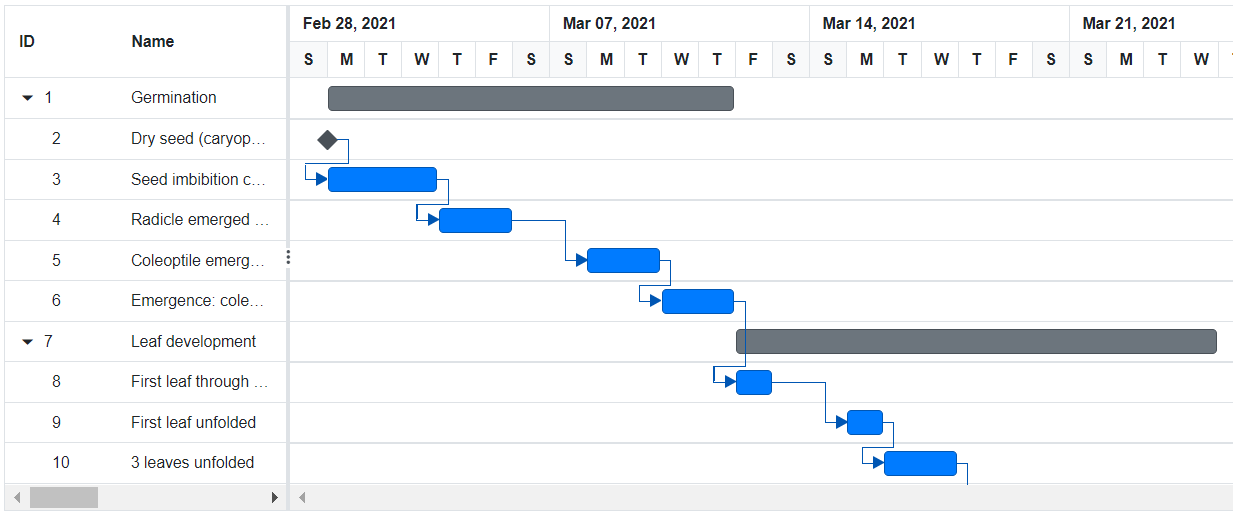 Feb 28, 2021 Mar 07, 2021 Mar 14, 2021 Mar 21, 2021
ID Name
S M T W T F S S M T W T F S S M T W T F S S M T W
1 Germination
2 Dry seed (caryop…
3 Seed imbibition c…
4 Radicle emerged …
5 Coleoptile emerg…
6 Emergence: cole…
7 Leaf development
8 First leaf through …
9 First leaf unfolded
10 3 leaves unfolded